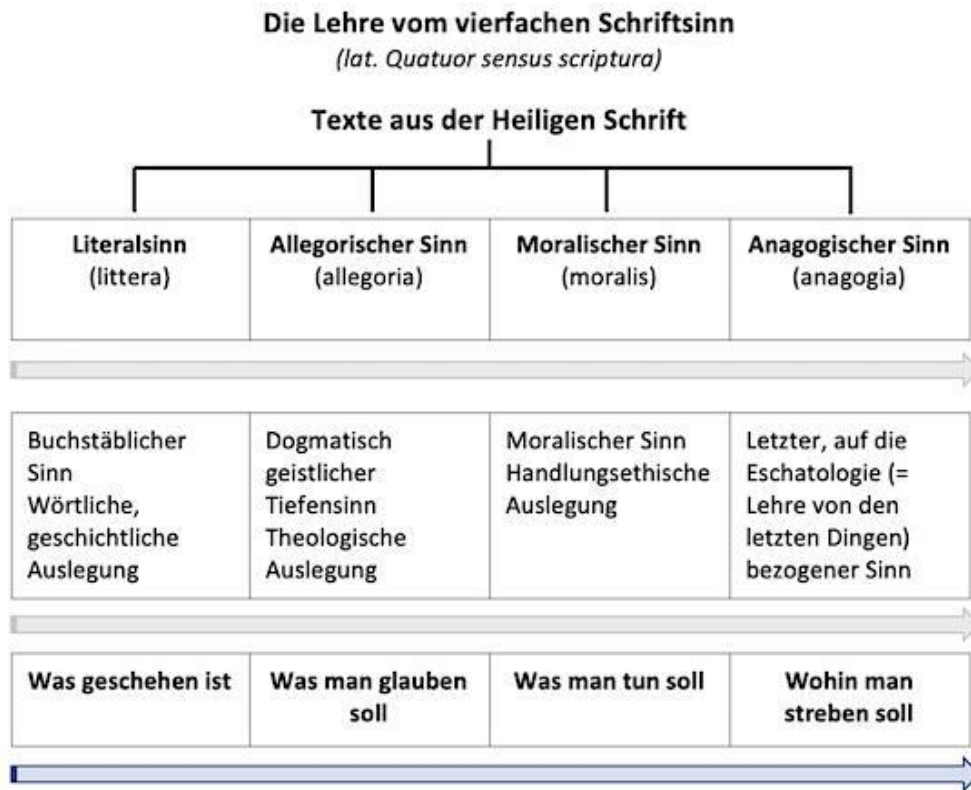 Die Lehre vom vierfachen Schriftsinn
(lat. Quatuor sensus scriptura)
Texte aus der Heiligen Schrift
Literalsinn
(littera)
Allegorischer Sinn
(allegoria)
Moralischer Sinn
(moralis)
Anagogischer Sinn
(anagogia)
Buchstäblicher
Sinn
Wörtliche,
geschichtliche
Auslegung
Dogmatisch
geistlicher
Tiefensinn
Theologische
Auslegung
Moralischer Sinn
Handlungsethische
Auslegung
Letzter, auf die
Eschatologie (=
Lehre von den
letzten Dingen)
bezogener Sinn
Was geschehen ist
Was man glauben
soll
Was man tun soll
Wohin man
streben soll